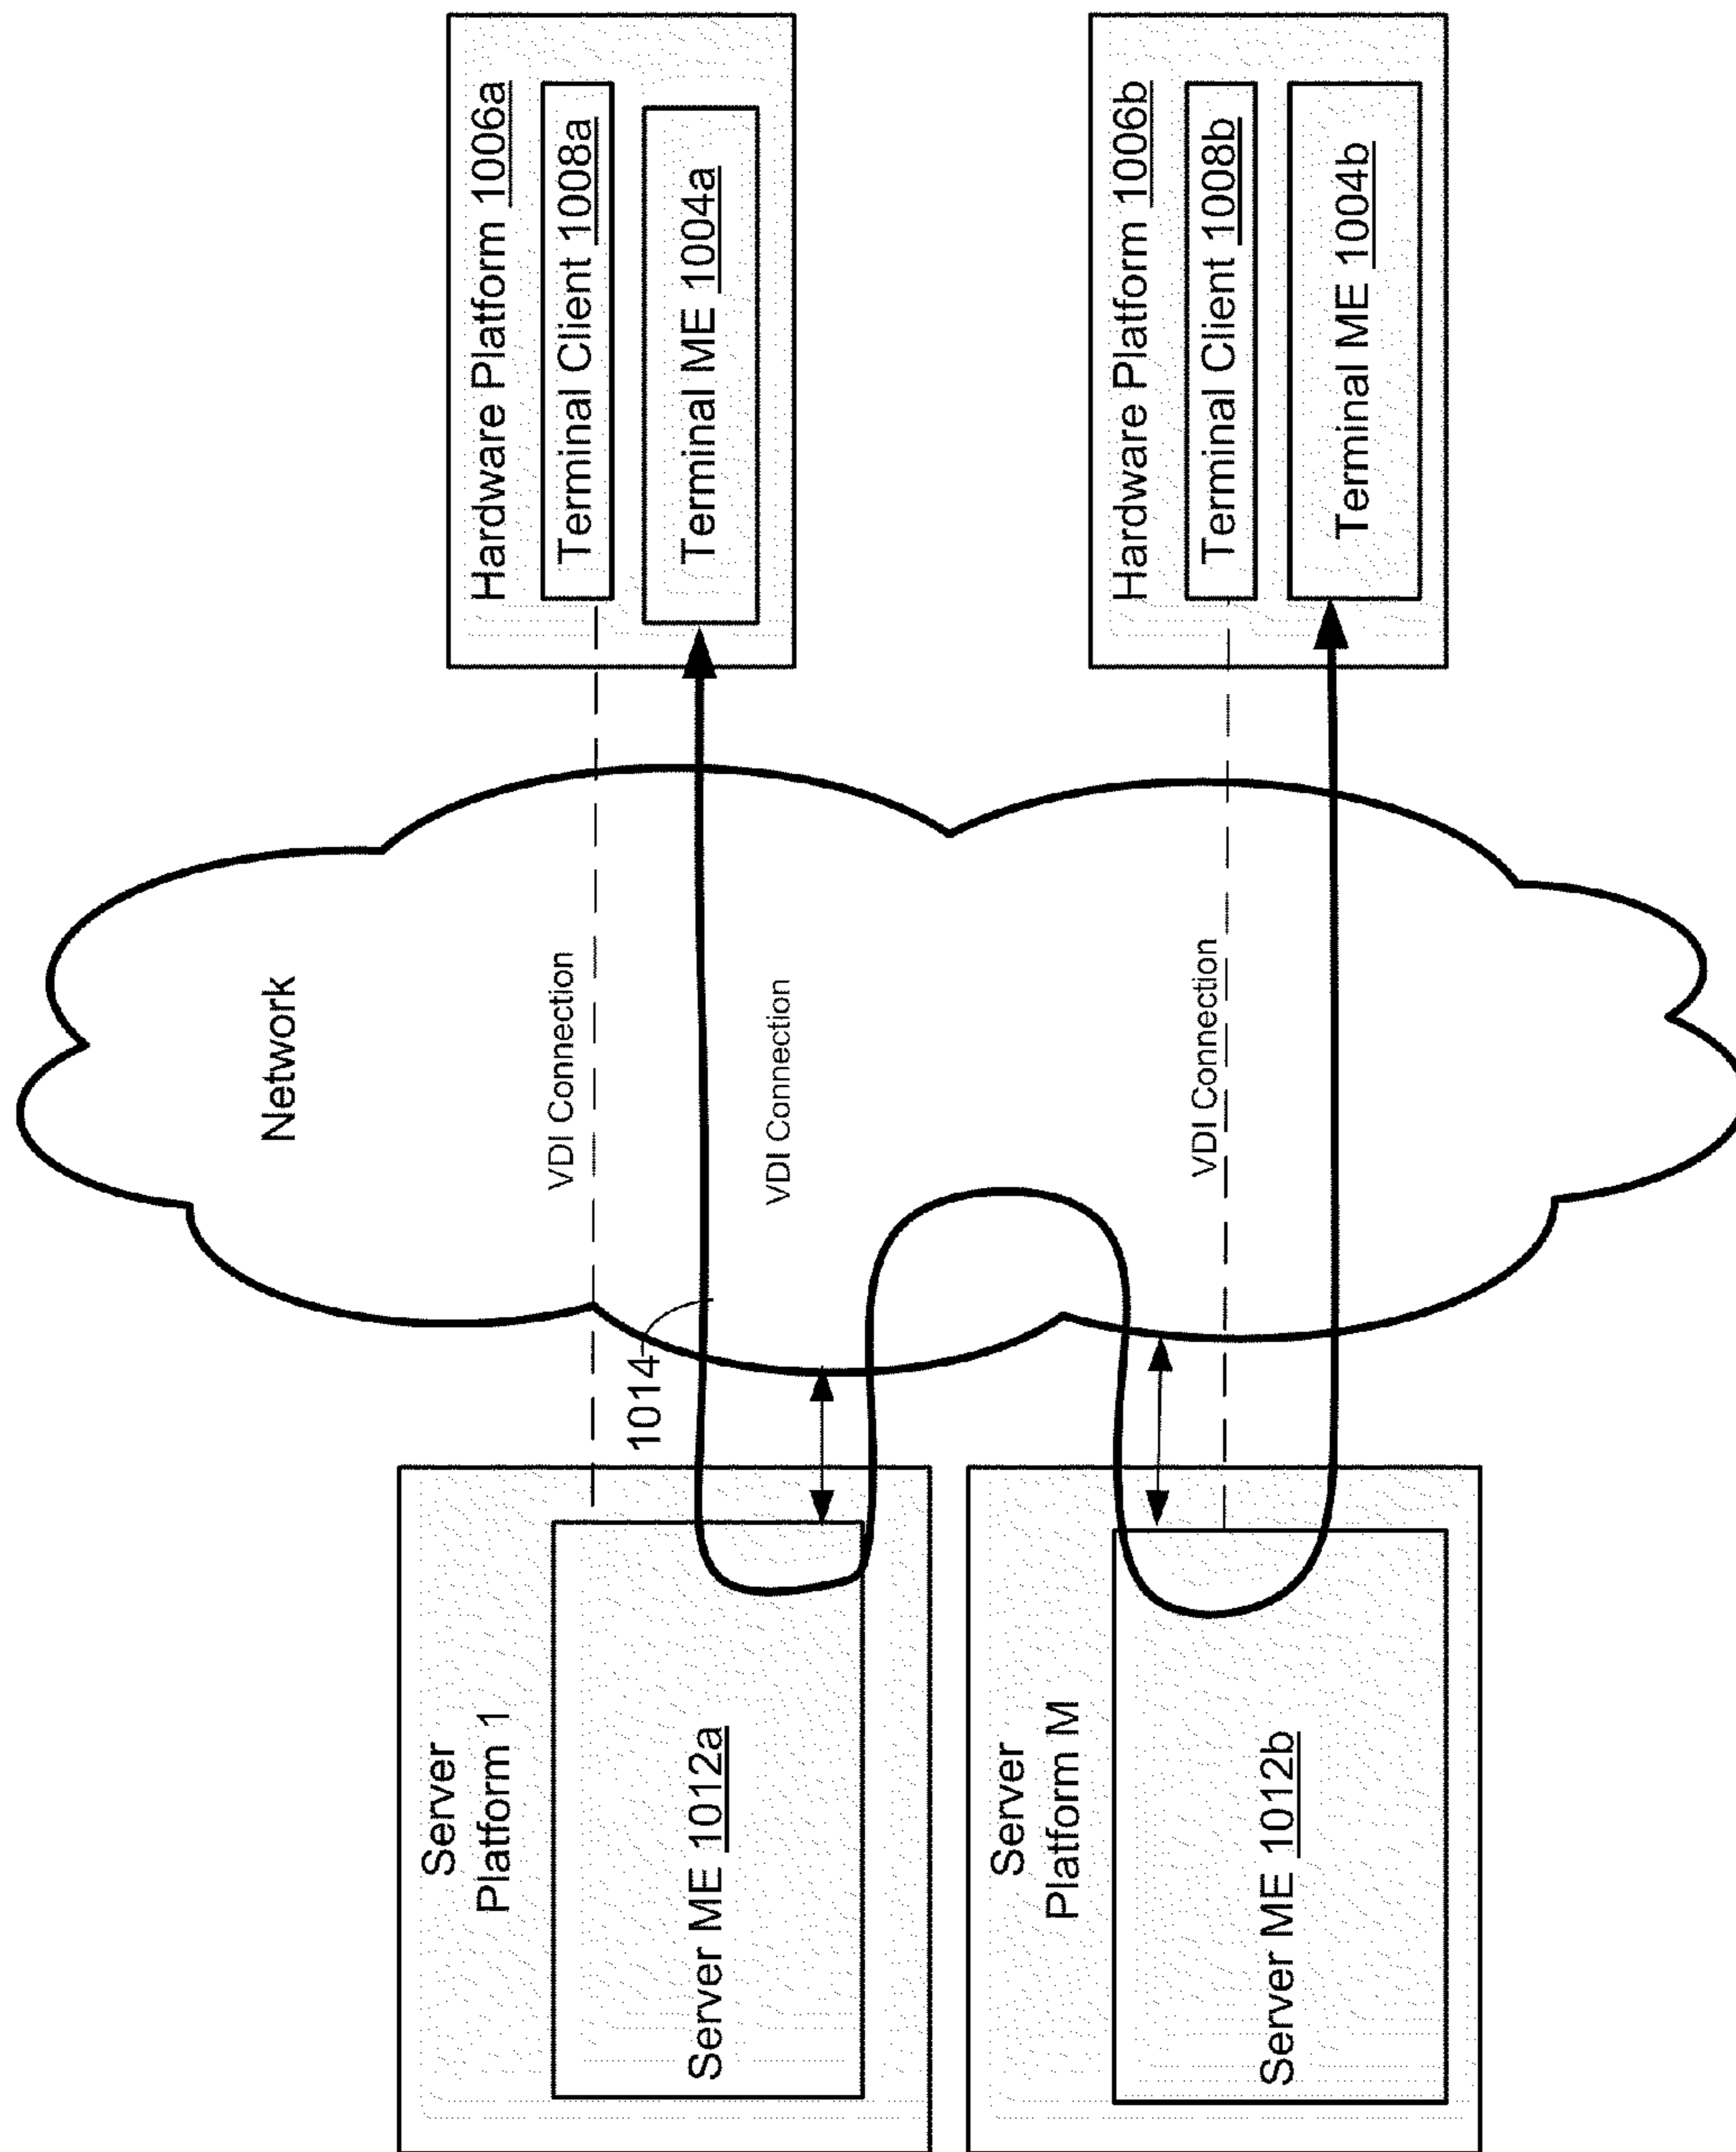 Hardware Platform 1006a
Terminal Client 1008a
Terminal ME 1004a
Hardware Platform 1006b
Terminal Client 1008b
Terminal ME 1004b
Network
VDI Connection
VDI Connection
VDI Connection
1014
Server
Platform 1
Server ME 1012a
Server
Platform M
Server ME 1012b